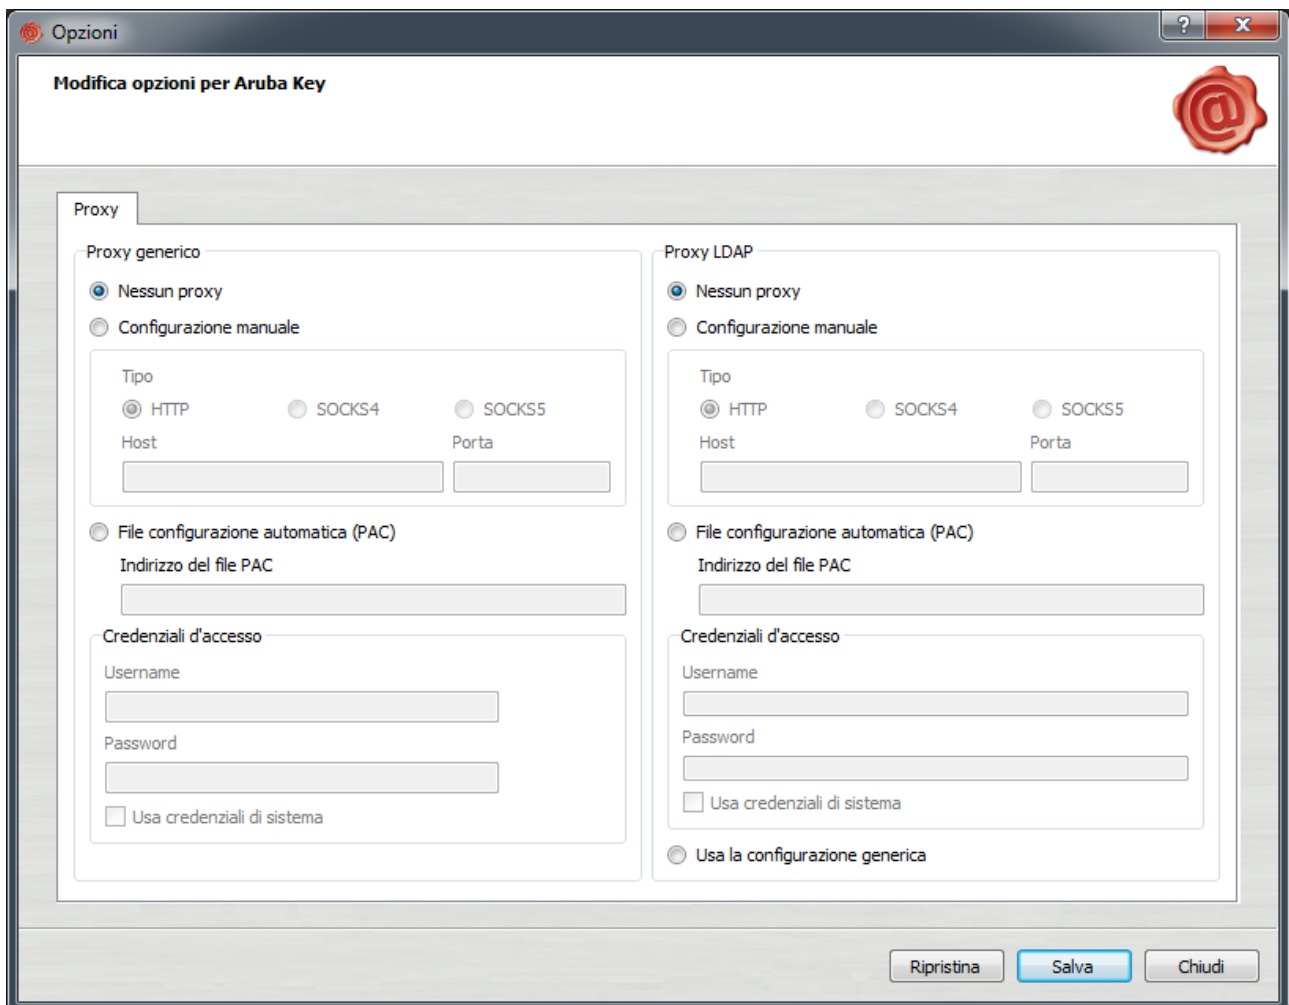 Opzioni
?
Modifica opzioni per Aruba Key
@
Proxy
Proxy generico
Nessun proxy
Configurazione manuale
Tipo
HTTP SOCKS4 SOCKS5
Host Porta
File configurazione automatica (PAC)
Indirizzo del file PAC
Credenziali d'accesso
Username
Password
Usa credenziali di sistema
Proxy LDAP
Nessun proxy
Configurazione manuale
Tipo
HTTP SOCKS4 SOCKS5
Host Porta
File configurazione automatica (PAC)
Indirizzo del file PAC
Credenziali d'accesso
Username
Password
Usa credenziali di sistema
Usa la configurazione generica
Ripristina Salva Chiudi